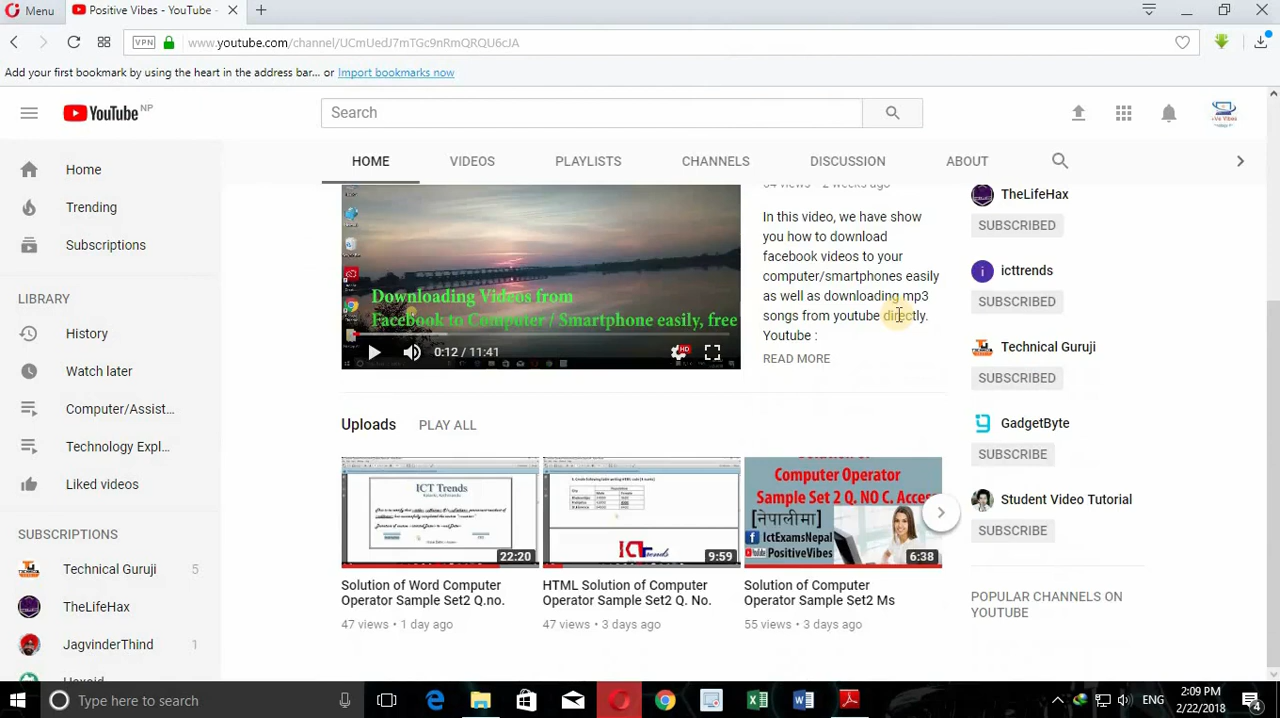 Menu
Positive Vibes - YouTube -
VPN
www.youtube.com/channel/UCmUedJ7mTGc9nRmQRQU6cJA
Add your first bookmark by using the heart in the address bar... or Import bookmarks now
YouTube NP
Search
HOME VIDEOS PLAYLISTS CHANNELS DISCUSSION ABOUT
Home
Trending
Subscriptions
LIBRARY
History
Watch later
Computer/Assist...
Technology Expl...
Liked videos
SUBSCRIPTIONS
Technical Guruji 5
TheLifeHax
JagvinderThind 1
Downloading Videos from
Facebook to Computer / Smartphone easily, free
0:12 / 11:41
HD
views • 2 weeks ago
In this video, we have show
you how to download
facebook videos to your
computer/smartphones easily
as well as downloading mp3
songs from youtube directly.
Youtube :
READ MORE
Uploads PLAY ALL
ICT Trends
22:20
Solution of Word Computer
Operator Sample Set2 Q.no.
47 views • 1 day ago
9:59
HTML Solution of Computer
Operator Sample Set2 Q. No.
47 views • 3 days ago
Computer Operator
Sample Set 2 Q. NO C. Access
[नेपालीमा]
IctExamsNepal
PositiveVibes
6:38
Solution of Computer
Operator Sample Set2 Ms
55 views • 3 days ago
TheLifeHax
SUBSCRIBED
icttrends
SUBSCRIBED
Technical Guruji
SUBSCRIBED
GadgetByte
SUBSCRIBE
Student Video Tutorial
SUBSCRIBE
POPULAR CHANNELS ON
YOUTUBE
Type here to search
ENG
2:09 PM
2/22/2018
4